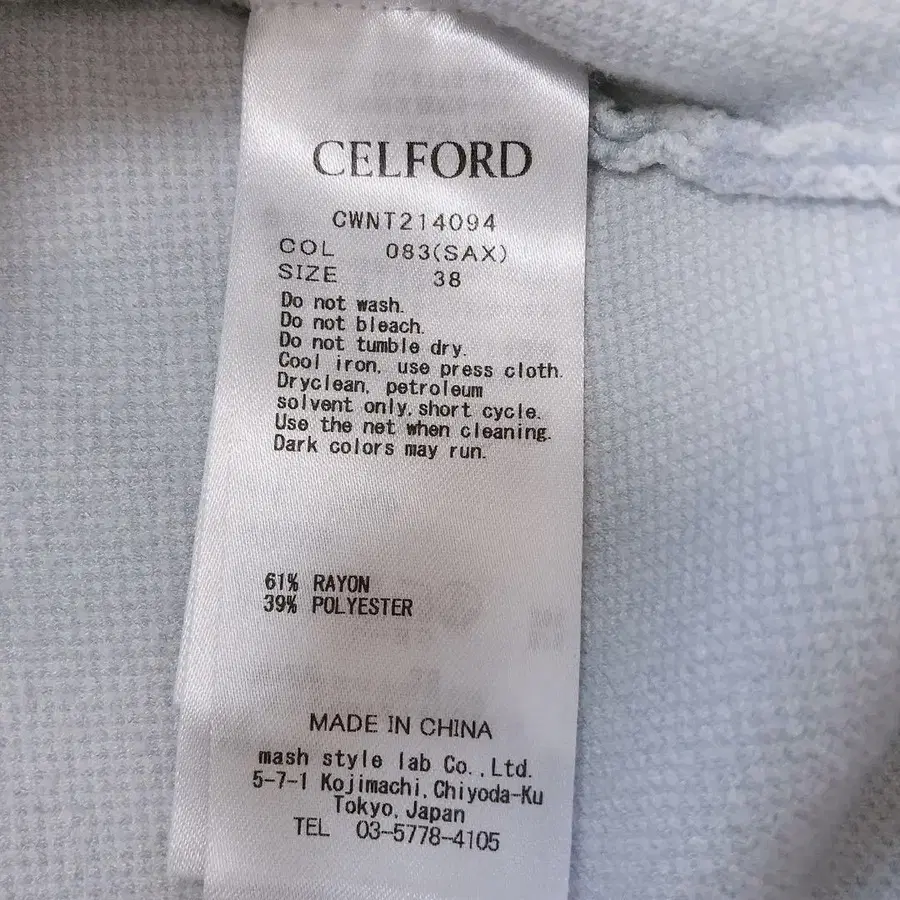 CELFORD
CWNT214094
COL 083(SAX)
SIZE 38
Do not wash.
Do not bleach.
Do not tumble dry.
Cool iron, use press cloth.
Dryclean, petroleum
solvent only,short cycle.
Use the net when cleaning.
Dark colors may run.
61% RAYON
39% POLYESTER
MADE IN CHINA
mash style lab Co.,Ltd.
5-7-1 Kojimachi,Chiyoda-Ku
Tokyo,Japan
TEL 03-5778-4105